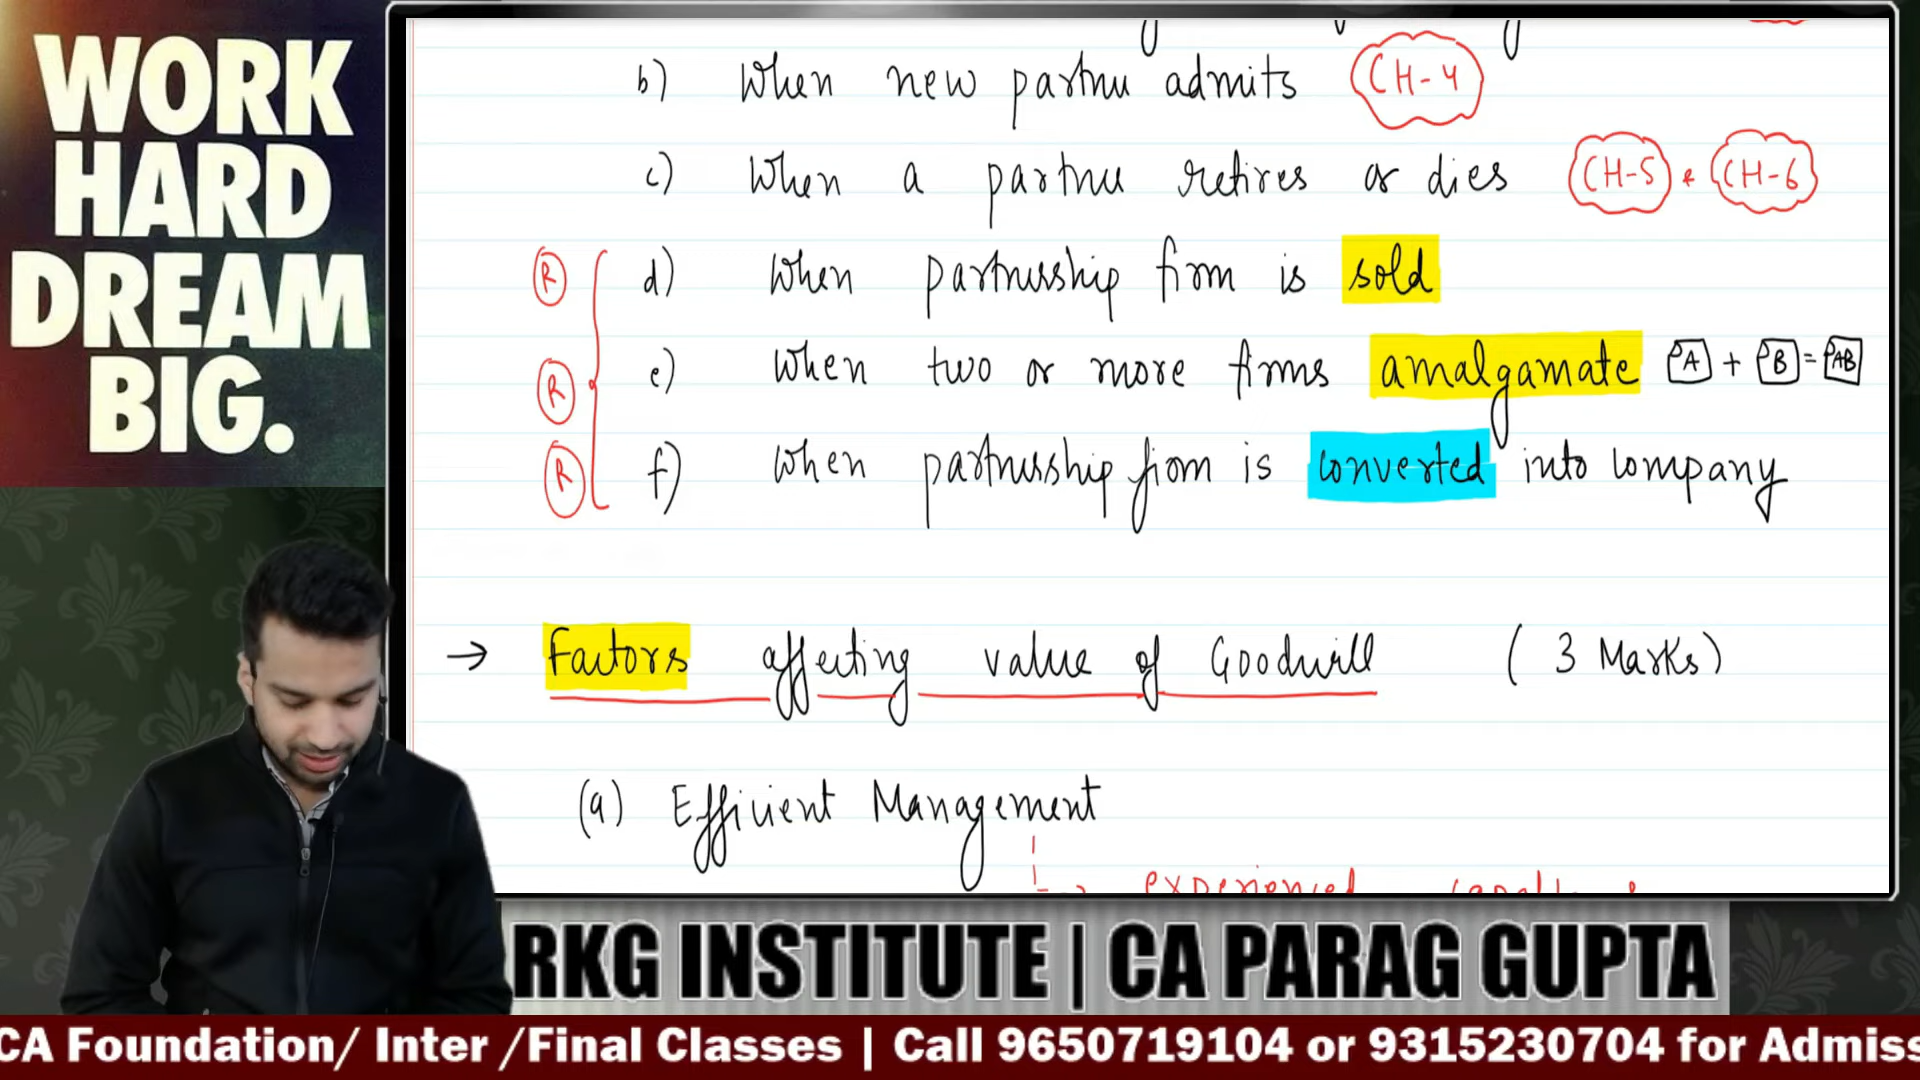 WORK
HARD
DREAM
BIG.
b) When new partner admits CH-4
c) When a partner retires or dies CH-5 & CH-6
R d) When partnership firm is sold
R e) When two or more firms amalgamate A + B = AB
R f) When partnership firm is converted into company
→ Factors affecting value of Goodwill (3 Marks)
(a) Efficient Management
experienced
RKG INSTITUTE | CA PARAG GUPTA
CA Foundation/ Inter /Final Classes | Call 9650719104 or 9315230704 for Admiss